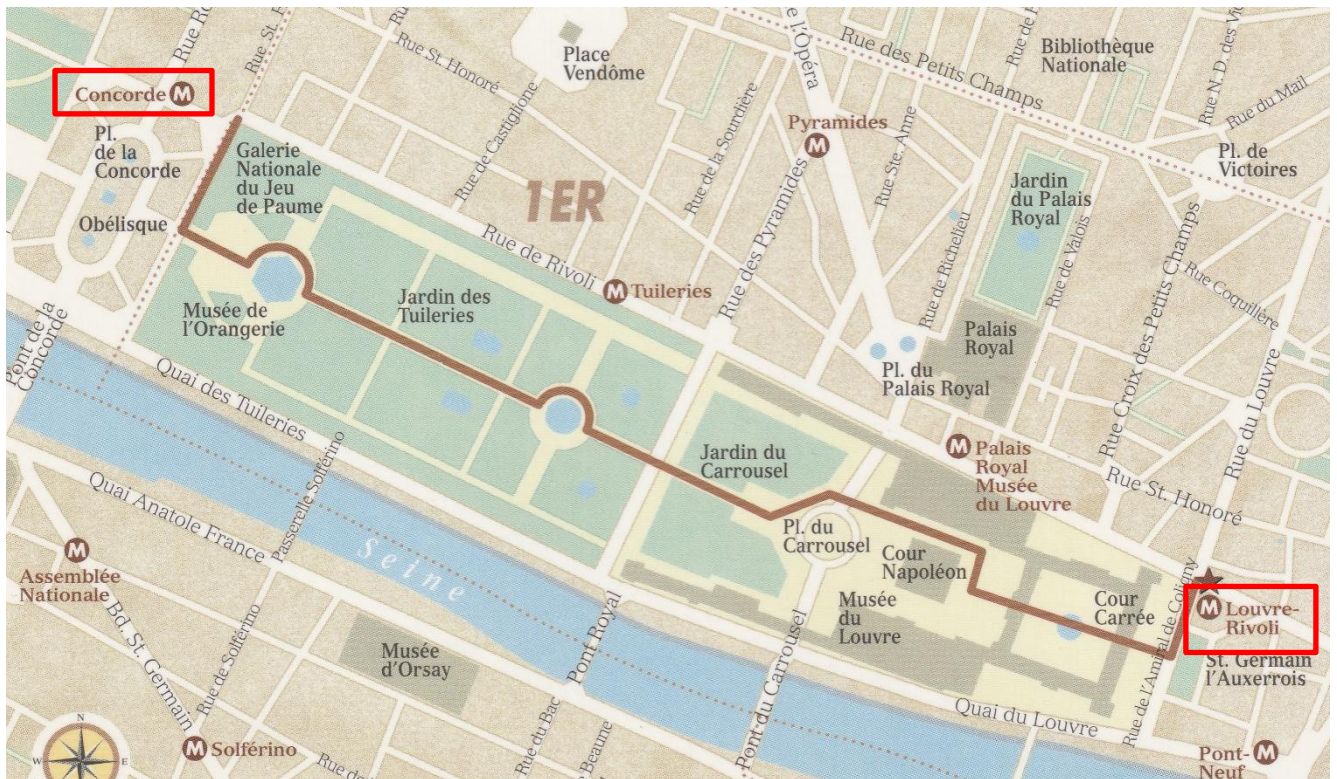 Concorde M
Rue St. Honoré
Place
Vendôme
Rue des Petits Champs
Bibliothèque
Nationale
Rue du Mail
Pl.
de la
Concorde
Galerie
Nationale
du Jeu
de Paume
Rue de Castiglione
1ER
Rue de la Sourdière
Pyramides
M
Rue Ste. Anne
Pl. de
Victoires
Jardin
du Palais
Royal
Obélisque
Rue de Rivoli
M Tuileries
Rue des Pyramides
Rue de Richelieu
Rue de Valois
Rue Croix des Petits Champs
Rue Coquillère
Musée de
l'Orangerie
Jardin des
Tuileries
Palais
Royal
Pl. du
Palais Royal
Rue du Louvre
Pont de la
Concorde
Quai des Tuileries
Jardin du
Carrousel
M Palais
Royal
Musée
du Louvre
Rue St. Honoré
Quai Anatole France
Passerelle Solférino
Seine
Pl. du
Carrousel
Cour
Napoléon
M
Assemblée
Nationale
Bd. St. Germain
Rue de Solférino
Musée
du
Louvre
Cour
Carrée
Rue de l'Amiral de Coligny
M Louvre-
Rivoli
St. Germain
l'Auxerrois
Musée
d'Orsay
Pont Royal
Pont du Carrousel
Quai du Louvre
N
W E
M Solférino
Rue du Bac
Pont-
Neuf M